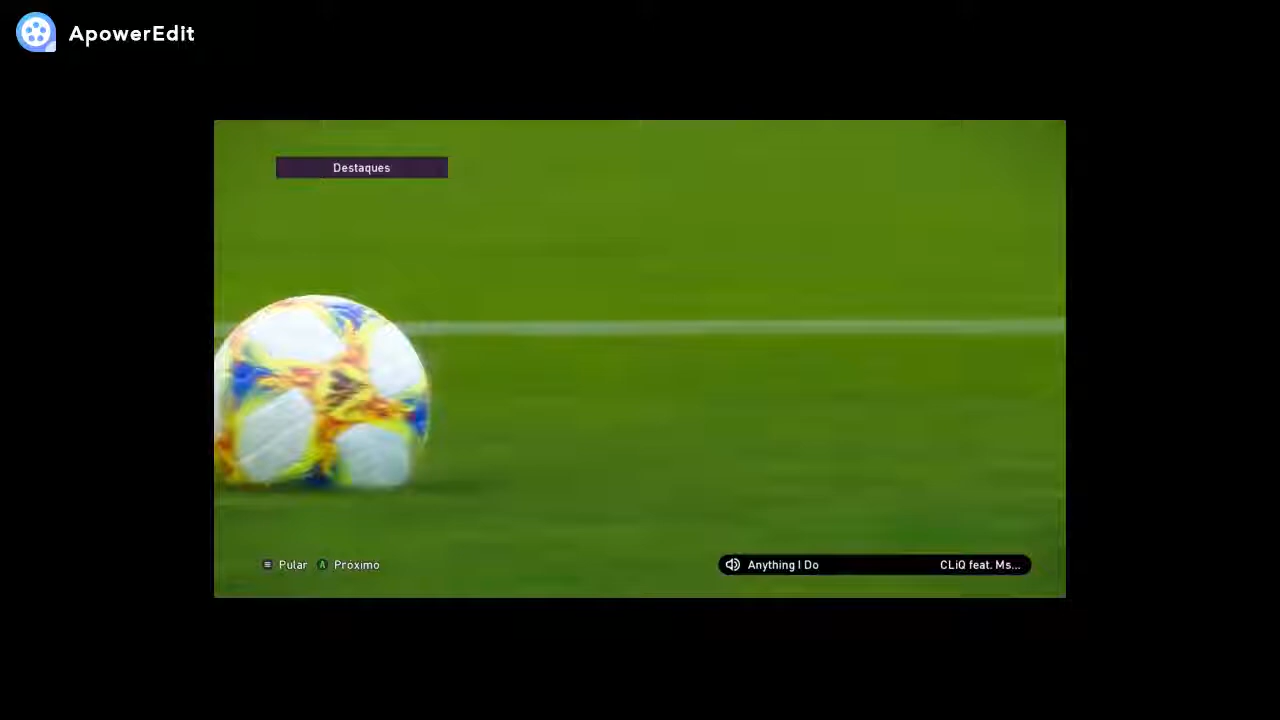 ApowerEdit
Destaques
Pular A Próximo
Anything I Do CLiQ feat. Ms...